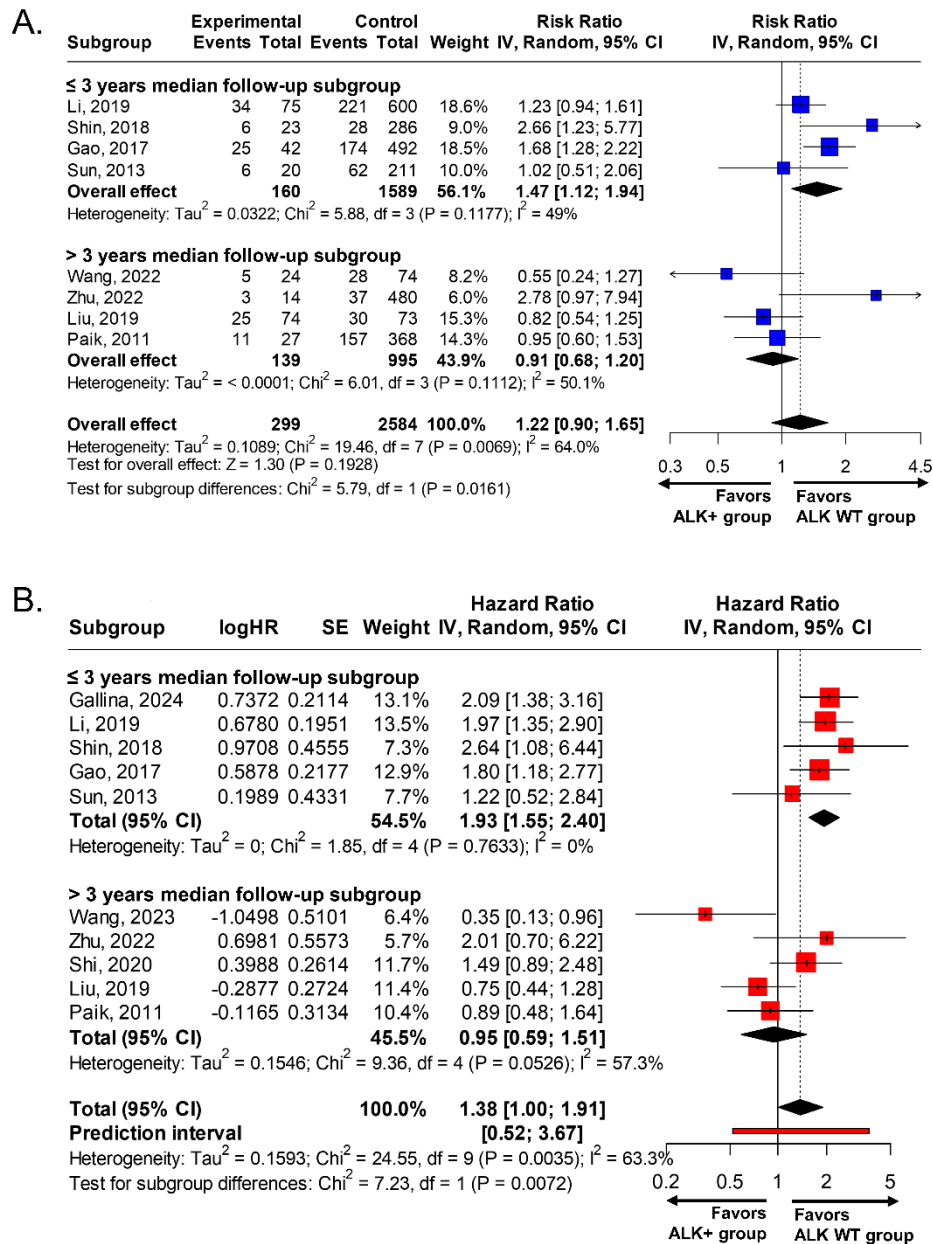 A.
Experimental Control Risk Ratio Risk Ratio
Subgroup Events Total Events Total Weight IV, Random, 95% CI IV, Random, 95% CI
≤ 3 years median follow-up subgroup
Li, 2019 34 75 221 600 18.6% 1.23 [0.94; 1.61]
Shin, 2018 6 23 28 286 9.0% 2.66 [1.23; 5.77]
Gao, 2017 25 42 174 492 18.5% 1.68 [1.28; 2.22]
Sun, 2013 6 20 62 211 10.0% 1.02 [0.51; 2.06]
Overall effect 160 1589 56.1% 1.47 [1.12; 1.94]
Heterogeneity: Tau² = 0.0322; Chi² = 5.88, df = 3 (P = 0.1177); I² = 49%
> 3 years median follow-up subgroup
Wang, 2022 5 24 28 74 8.2% 0.55 [0.24; 1.27]
Zhu, 2022 3 14 37 480 6.0% 2.78 [0.97; 7.94]
Liu, 2019 25 74 30 73 15.3% 0.82 [0.54; 1.25]
Paik, 2011 11 27 157 368 14.3% 0.95 [0.60; 1.53]
Overall effect 139 995 43.9% 0.91 [0.68; 1.20]
Heterogeneity: Tau² = < 0.0001; Chi² = 6.01, df = 3 (P = 0.1112); I² = 50.1%
Overall effect 299 2584 100.0% 1.22 [0.90; 1.65]
Heterogeneity: Tau² = 0.1089; Chi² = 19.46, df = 7 (P = 0.0069); I² = 64.0%
Test for overall effect: Z = 1.30 (P = 0.1928)
Test for subgroup differences: Chi² = 5.79, df = 1 (P = 0.0161)
0.3 0.5 1 2 4.5
Favors Favors
ALK+ group ALK WT group
B.
Hazard Ratio Hazard Ratio
Subgroup logHR SE Weight IV, Random, 95% CI IV, Random, 95% CI
≤ 3 years median follow-up subgroup
Gallina, 2024 0.7372 0.2114 13.1% 2.09 [1.38; 3.16]
Li, 2019 0.6780 0.1951 13.5% 1.97 [1.35; 2.90]
Shin, 2018 0.9708 0.4555 7.3% 2.64 [1.08; 6.44]
Gao, 2017 0.5878 0.2177 12.9% 1.80 [1.18; 2.77]
Sun, 2013 0.1989 0.4331 7.7% 1.22 [0.52; 2.84]
Total (95% CI) 54.5% 1.93 [1.55; 2.40]
Heterogeneity: Tau² = 0; Chi² = 1.85, df = 4 (P = 0.7633); I² = 0%
> 3 years median follow-up subgroup
Wang, 2023 -1.0498 0.5101 6.4% 0.35 [0.13; 0.96]
Zhu, 2022 0.6981 0.5573 5.7% 2.01 [0.70; 6.22]
Shi, 2020 0.3988 0.2614 11.7% 1.49 [0.89; 2.48]
Liu, 2019 -0.2877 0.2724 11.4% 0.75 [0.44; 1.28]
Paik, 2011 -0.1165 0.3134 10.4% 0.89 [0.48; 1.64]
Total (95% CI) 45.5% 0.95 [0.59; 1.51]
Heterogeneity: Tau² = 0.1546; Chi² = 9.36, df = 4 (P = 0.0526); I² = 57.3%
Total (95% CI) 100.0% 1.38 [1.00; 1.91]
Prediction interval [0.52; 3.67]
Heterogeneity: Tau² = 0.1593; Chi² = 24.55, df = 9 (P = 0.0035); I² = 63.3%
Test for subgroup differences: Chi² = 7.23, df = 1 (P = 0.0072)
0.2 0.5 1 2 5
Favors Favors
ALK+ group ALK WT group